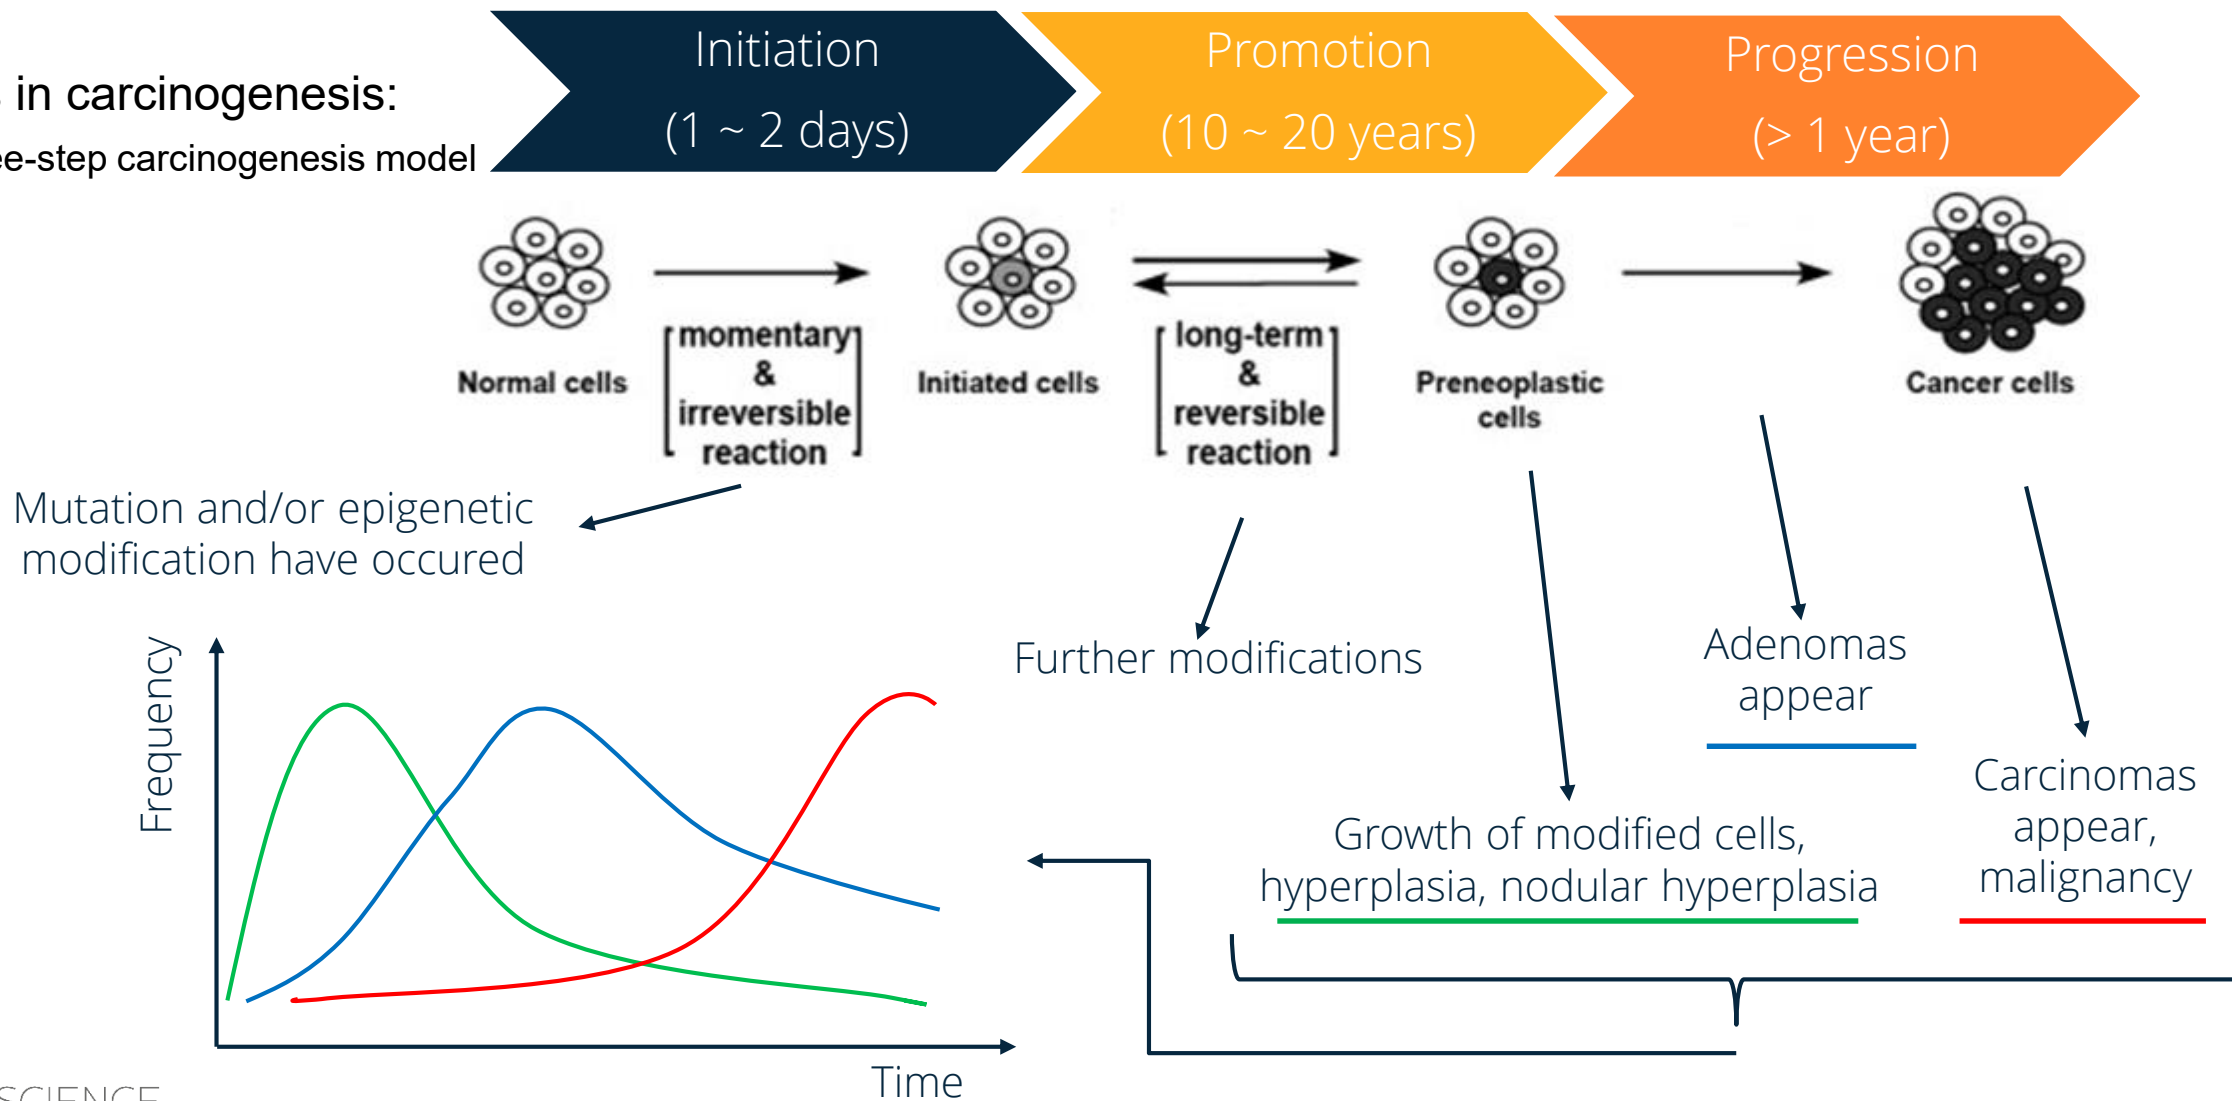 Initiation
(1 ~ 2 days)
Promotion
(10 ~ 20 years)
Progression
(> 1 year)
in carcinogenesis:
ee-step carcinogenesis model
Normal cells
momentary
&
irreversible
reaction
Initiated cells
long-term
&
reversible
reaction
Preneoplastic
cells
Cancer cells
Mutation and/or epigenetic
modification have occured
Further modifications
Adenomas
appear
Carcinomas
appear,
malignancy
Growth of modified cells,
hyperplasia, nodular hyperplasia
Frequency
Time
SCIENCE